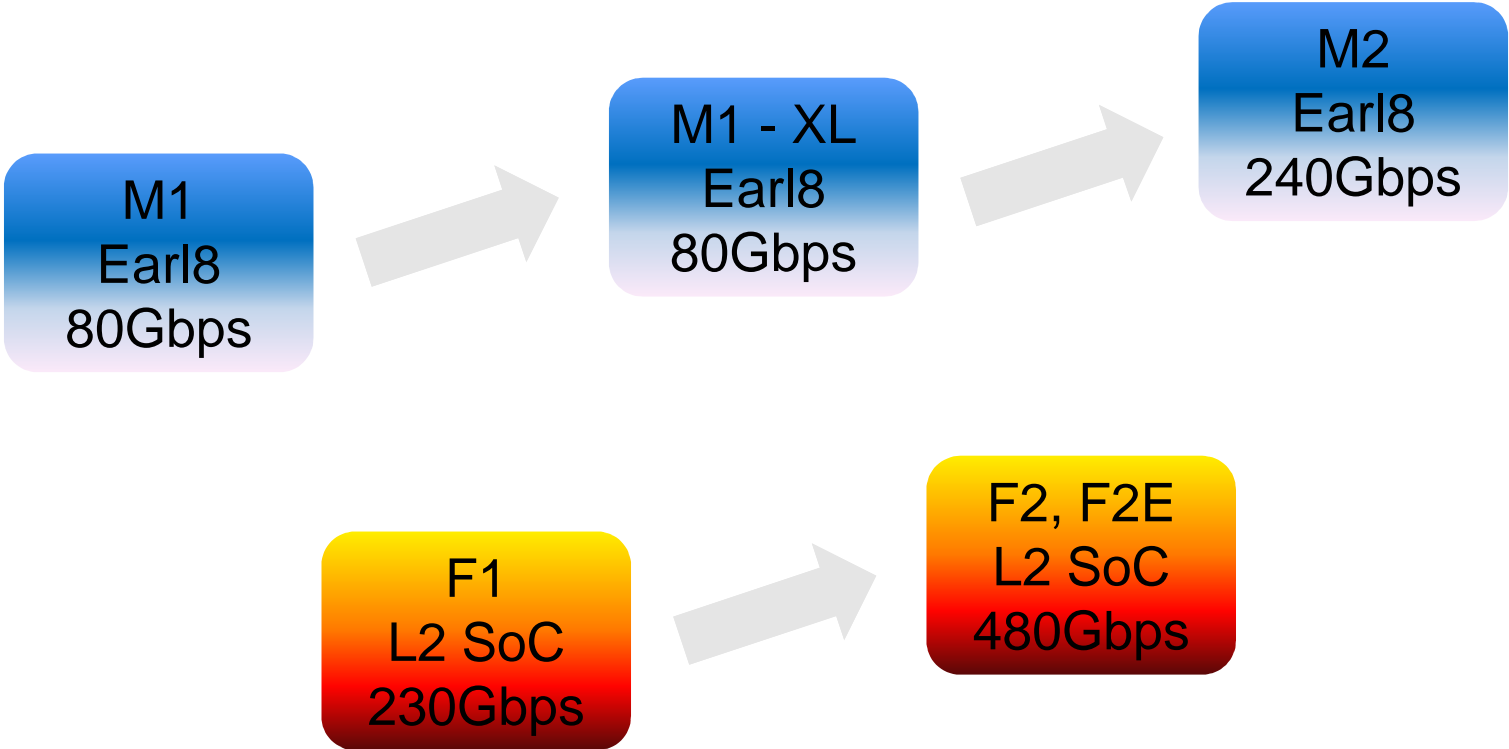 M1
Earl8
80Gbps
M1 - XL
Earl8
80Gbps
M2
Earl8
240Gbps
F1
L2 SoC
230Gbps
F2, F2E
L2 SoC
480Gbps